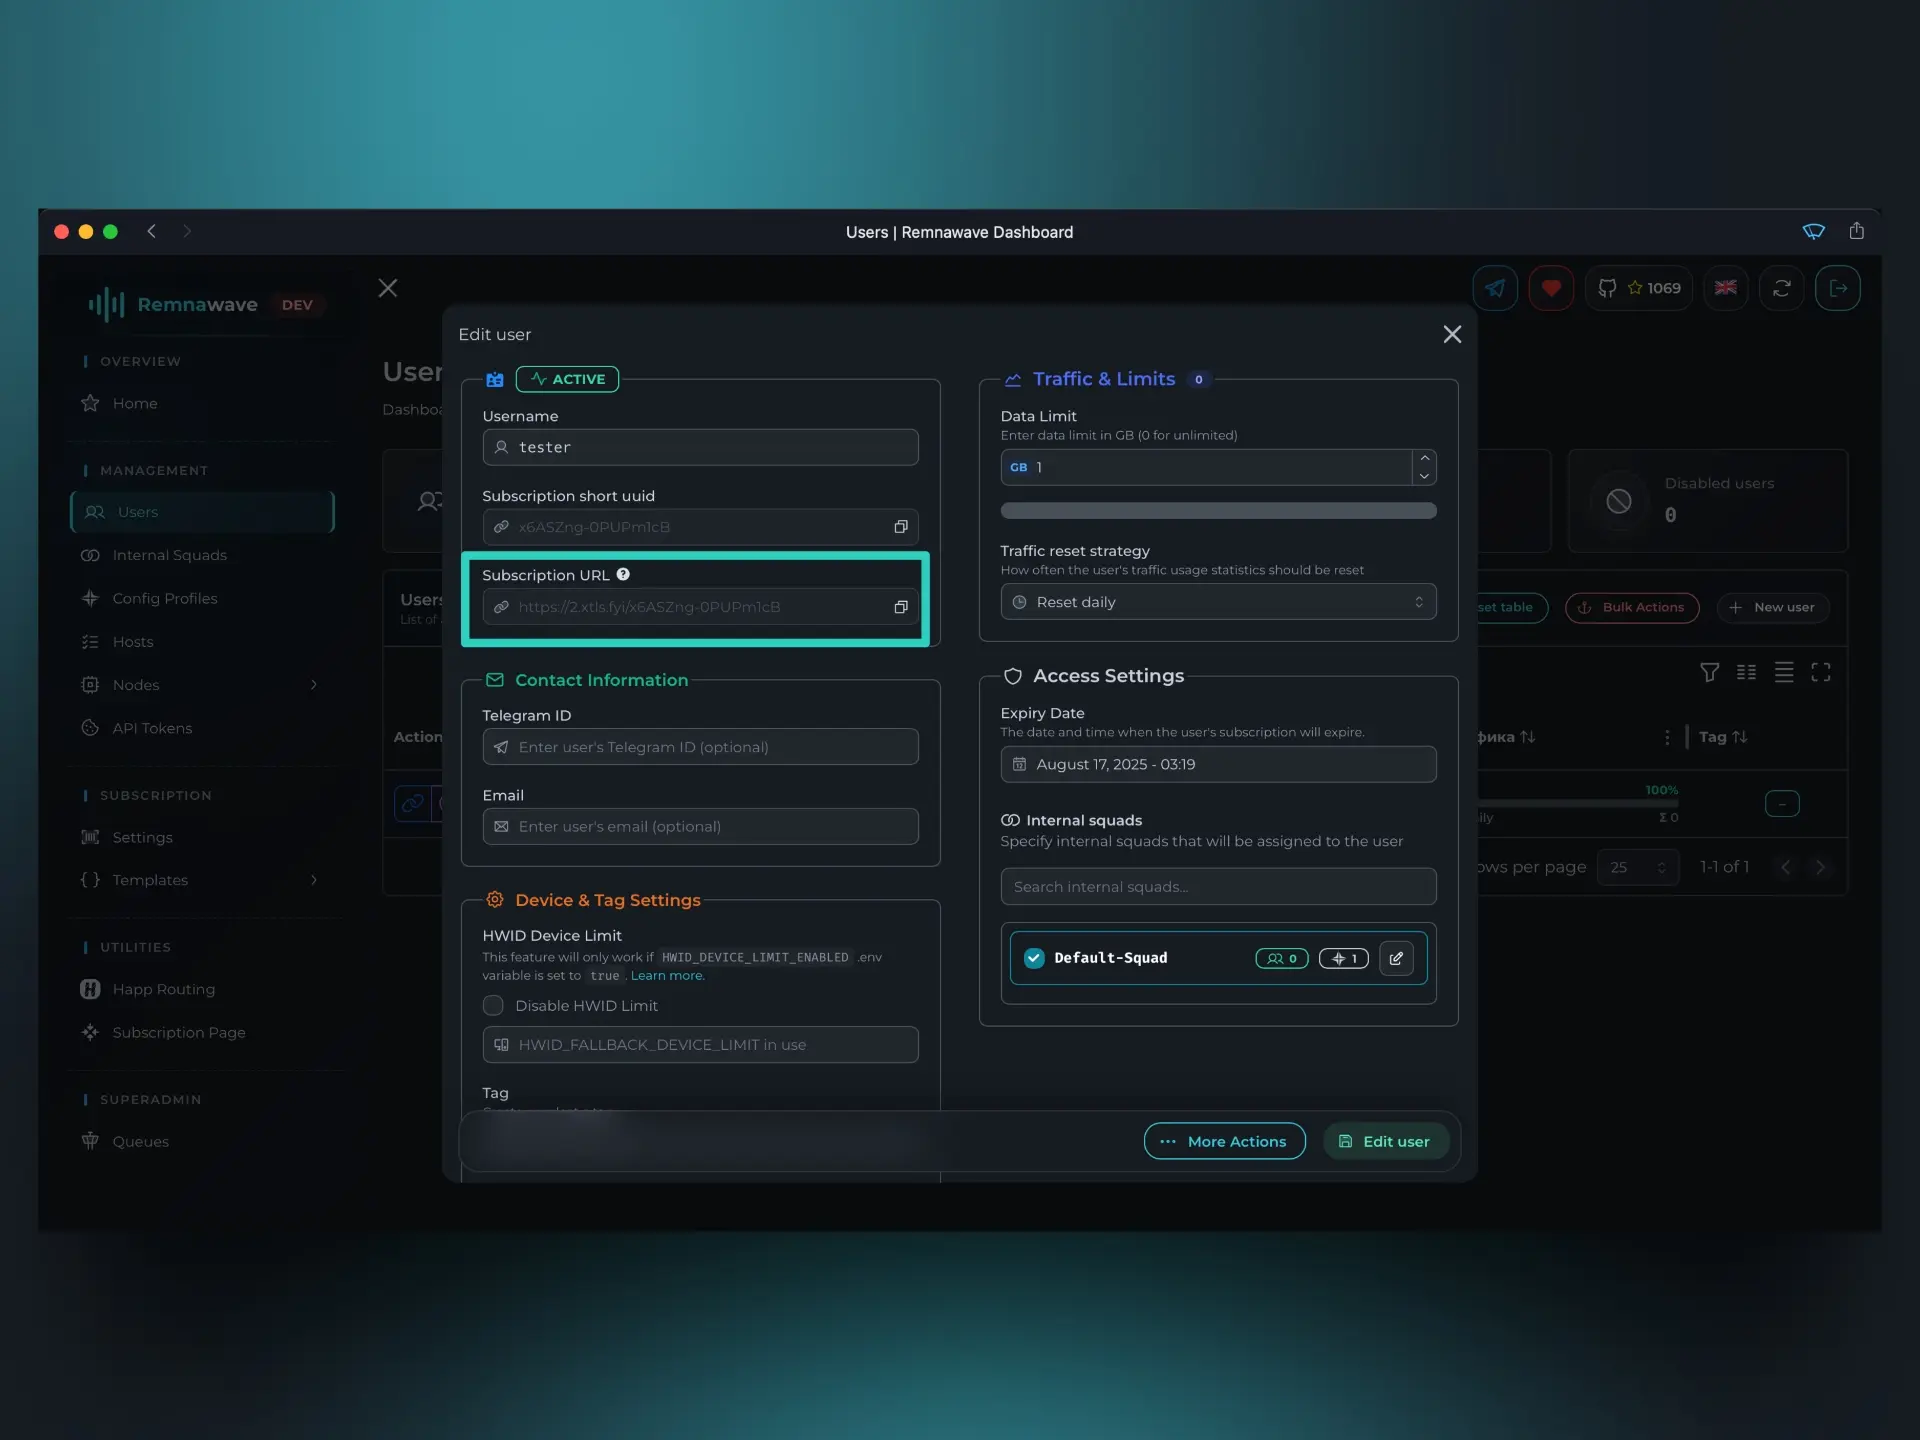 Users | Remnawave Dashboard
Remnawave DEV
1069
OVERVIEW
Home
MANAGEMENT
Users
Internal Squads
Config Profiles
Hosts
Nodes
API Tokens
SUBSCRIPTION
Settings
Templates
UTILITIES
Happ Routing
Subscription Page
SUPERADMIN
Queues
User
Dashboa
Users
List of
Action
Edit user
ACTIVE
Username
tester
Subscription short uuid
x6ASZng-0PUPm1cB
Subscription URL ?
https://2.xtls.fyi/x6ASZng-0PUPm1cB
Contact Information
Telegram ID
Enter user's Telegram ID (optional)
Email
Enter user's email (optional)
Device & Tag Settings
HWID Device Limit
This feature will only work if HWID_DEVICE_LIMIT_ENABLED .env
variable is set to true . Learn more.
Disable HWID Limit
HWID_FALLBACK_DEVICE_LIMIT in use
Tag
Traffic & Limits 0
Data Limit
Enter data limit in GB (0 for unlimited)
GB 1
Traffic reset strategy
How often the user's traffic usage statistics should be reset
Reset daily
Access Settings
Expiry Date
The date and time when the user's subscription will expire.
August 17, 2025 - 03:19
Internal squads
Specify internal squads that will be assigned to the user
Search internal squads...
Default-Squad 0 1
More Actions
Edit user
Disabled users
0
set table
Bulk Actions
New user
фика
Tag
100%
ily
Σ 0
–
ows per page 25 1-1 of 1